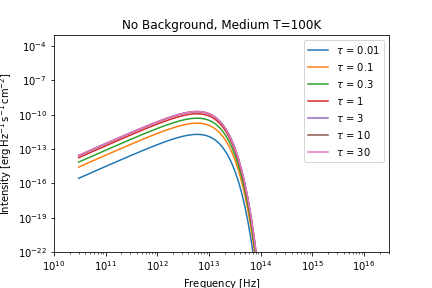 No Background, Medium T=100K
Intensity [erg Hz⁻¹ s⁻¹ cm⁻²]
10⁻⁴
10⁻⁷
10⁻¹⁰
10⁻¹³
10⁻¹⁶
10⁻¹⁹
10⁻²²
τ = 0.01
τ = 0.1
τ = 0.3
τ = 1
τ = 3
τ = 10
τ = 30
10¹⁰ 10¹¹ 10¹² 10¹³ 10¹⁴ 10¹⁵ 10¹⁶
Frequency [Hz]